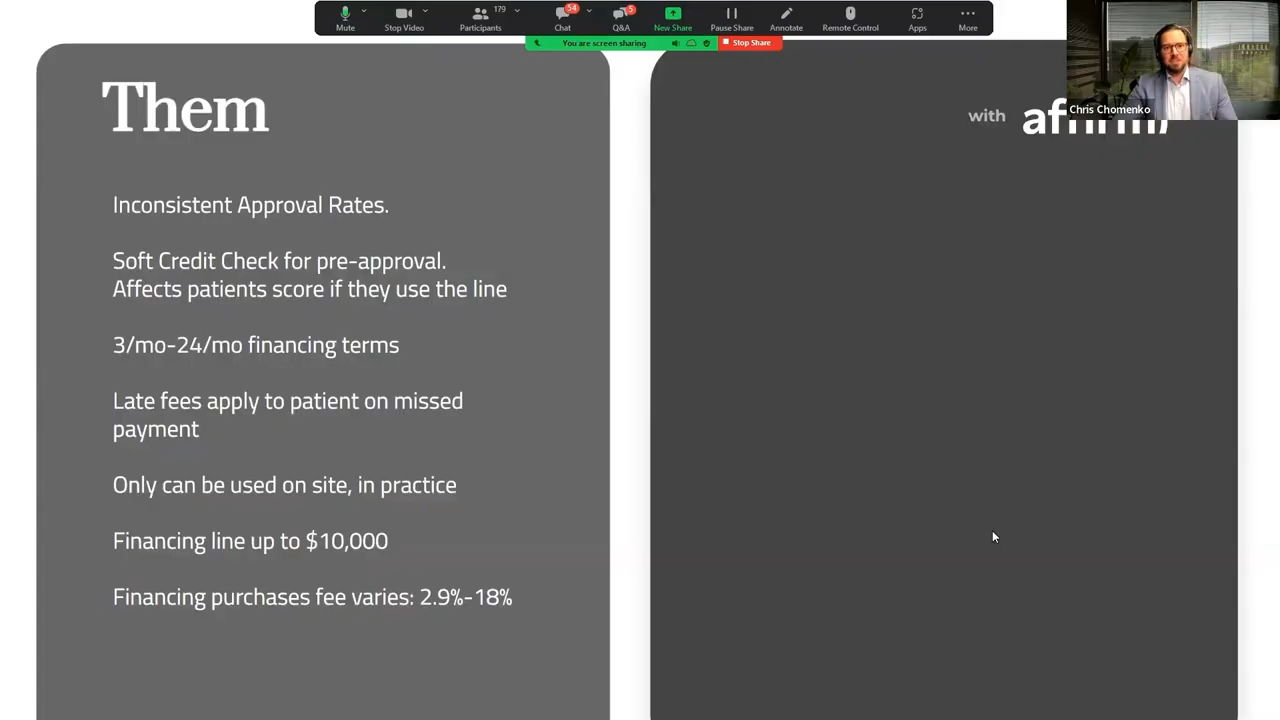 179
54
5
Mute
Stop Video
Participants
Chat
Q&A
New Share
Pause Share
Annotate
Remote Control
Apps
More
You are screen sharing
Stop Share
Chris Chomenko
Them
Inconsistent Approval Rates.
Soft Credit Check for pre-approval.
Affects patients score if they use the line
3/mo-24/mo financing terms
Late fees apply to patient on missed
payment
Only can be used on site, in practice
Financing line up to $10,000
Financing purchases fee varies: 2.9%-18%
with affirm